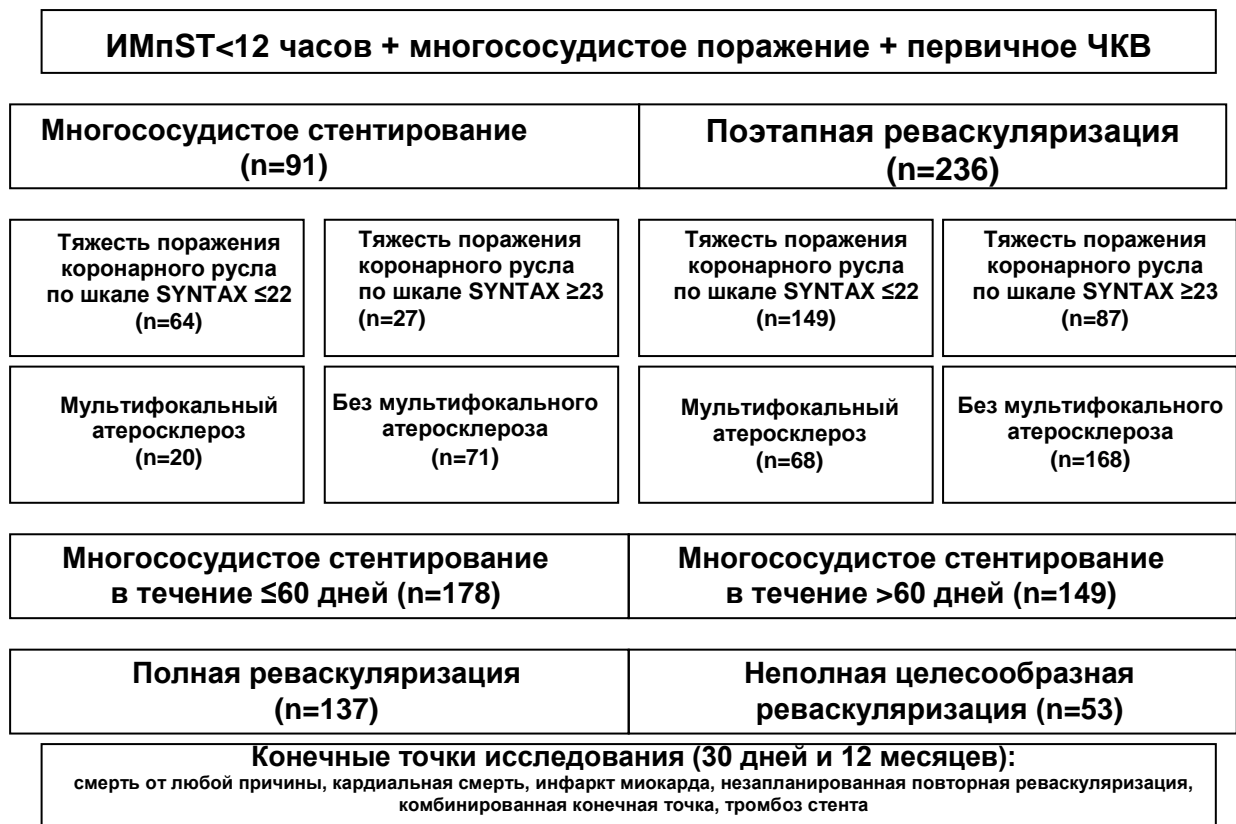 ИМпST<12 часов + многососудистое поражение + первичное ЧКВ
Многососудистое стентирование
(n=91)
Поэтапная реваскуляризация
(n=236)
Тяжесть поражения
коронарного русла
по шкале SYNTAX ≤22
(n=64)
Тяжесть поражения
коронарного русла
по шкале SYNTAX ≥23
(n=27)
Тяжесть поражения
коронарного русла
по шкале SYNTAX ≤22
(n=149)
Тяжесть поражения
коронарного русла
по шкале SYNTAX ≥23
(n=87)
Мультифокальный
атеросклероз
(n=20)
Без мультифокального
атеросклероза
(n=71)
Мультифокальный
атеросклероз
(n=68)
Без мультифокального
атеросклероза
(n=168)
Многососудистое стентирование
в течение ≤60 дней (n=178)
Многососудистое стентирование
в течение >60 дней (n=149)
Полная реваскуляризация
(n=137)
Неполная целесообразная
реваскуляризация (n=53)
Конечные точки исследования (30 дней и 12 месяцев):
смерть от любой причины, кардиальная смерть, инфаркт миокарда, незапланированная повторная реваскуляризация,
комбинированная конечная точка, тромбоз стента